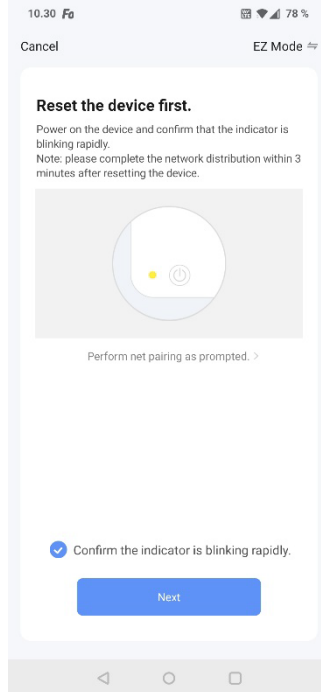 10.30 Fo 78 %
Cancel EZ Mode
Reset the device first.
Power on the device and confirm that the indicator is
blinking rapidly.
Note: please complete the network distribution within 3
minutes after resetting the device.
Perform net pairing as prompted.
Confirm the indicator is blinking rapidly.
Next